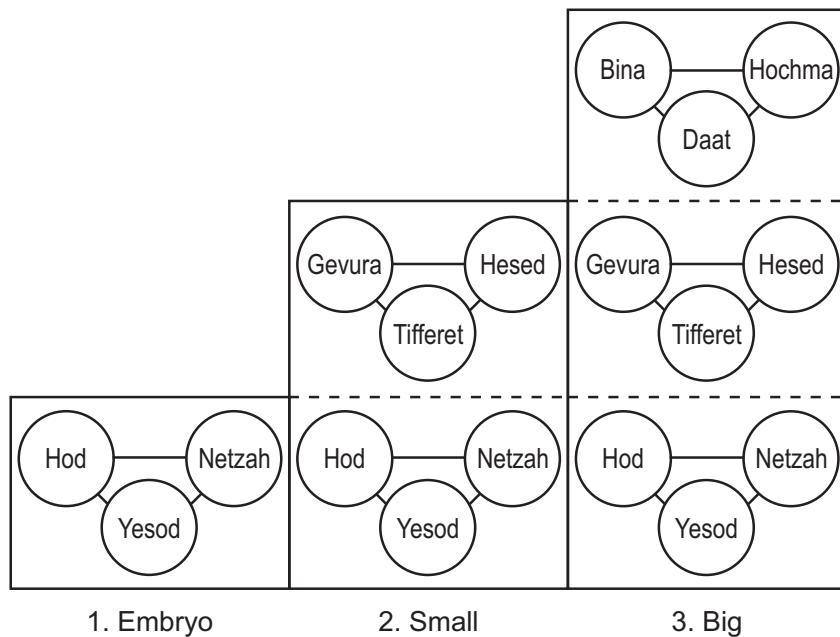 Bina Hochma
Daat
Gevura Hesed Gevura Hesed
Tifferet Tifferet
Hod Netzah Hod Netzah Hod Netzah
Yesod Yesod Yesod
1. Embryo 2. Small 3. Big